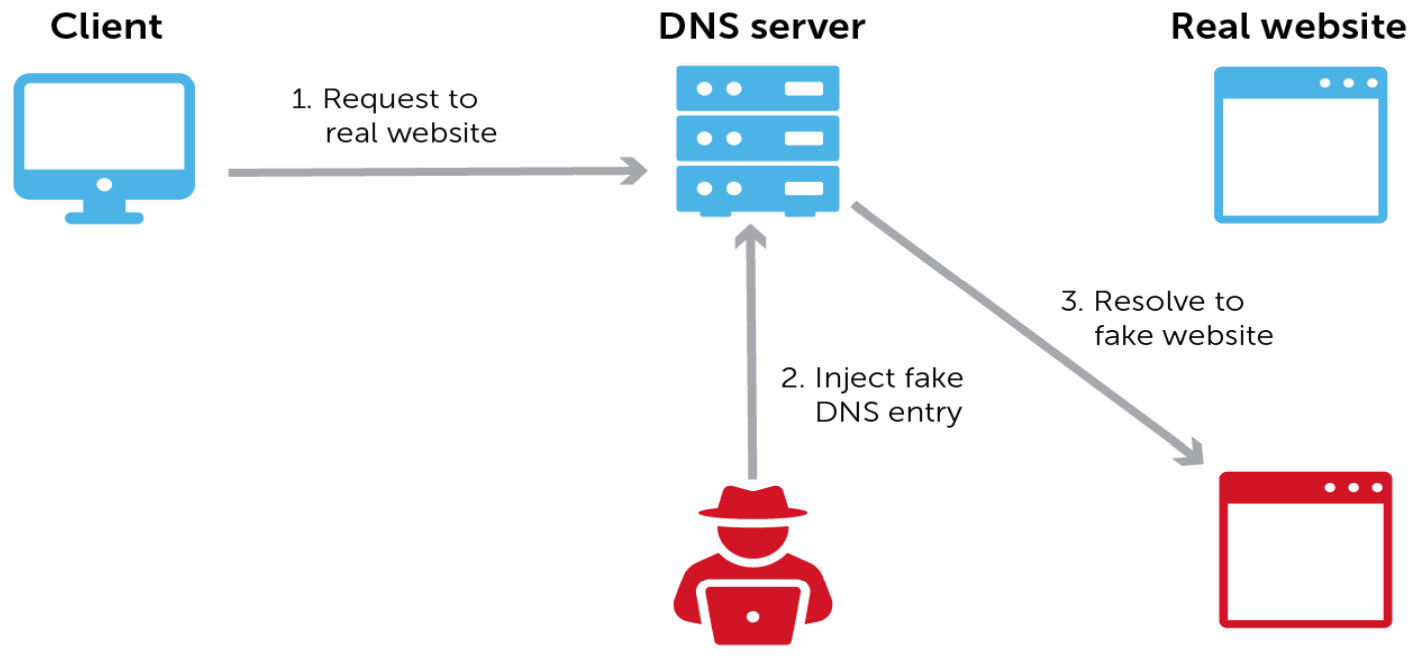 Client
DNS server
Real website
1. Request to
real website
2. Inject fake
DNS entry
3. Resolve to
fake website